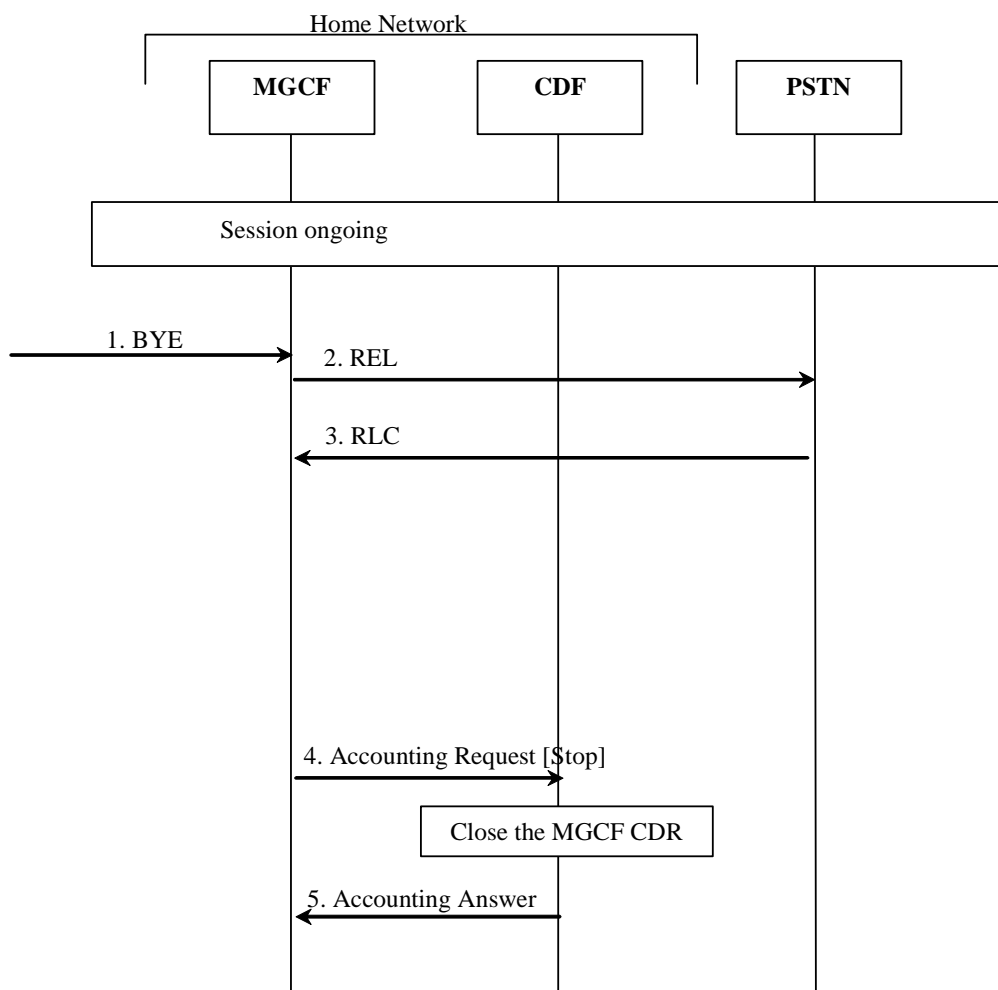 Home Network
MGCF
CDF
PSTN
Session ongoing
1. BYE
2. REL
3. RLC
4. Accounting Request [Stop]
Close the MGCF CDR
5. Accounting Answer